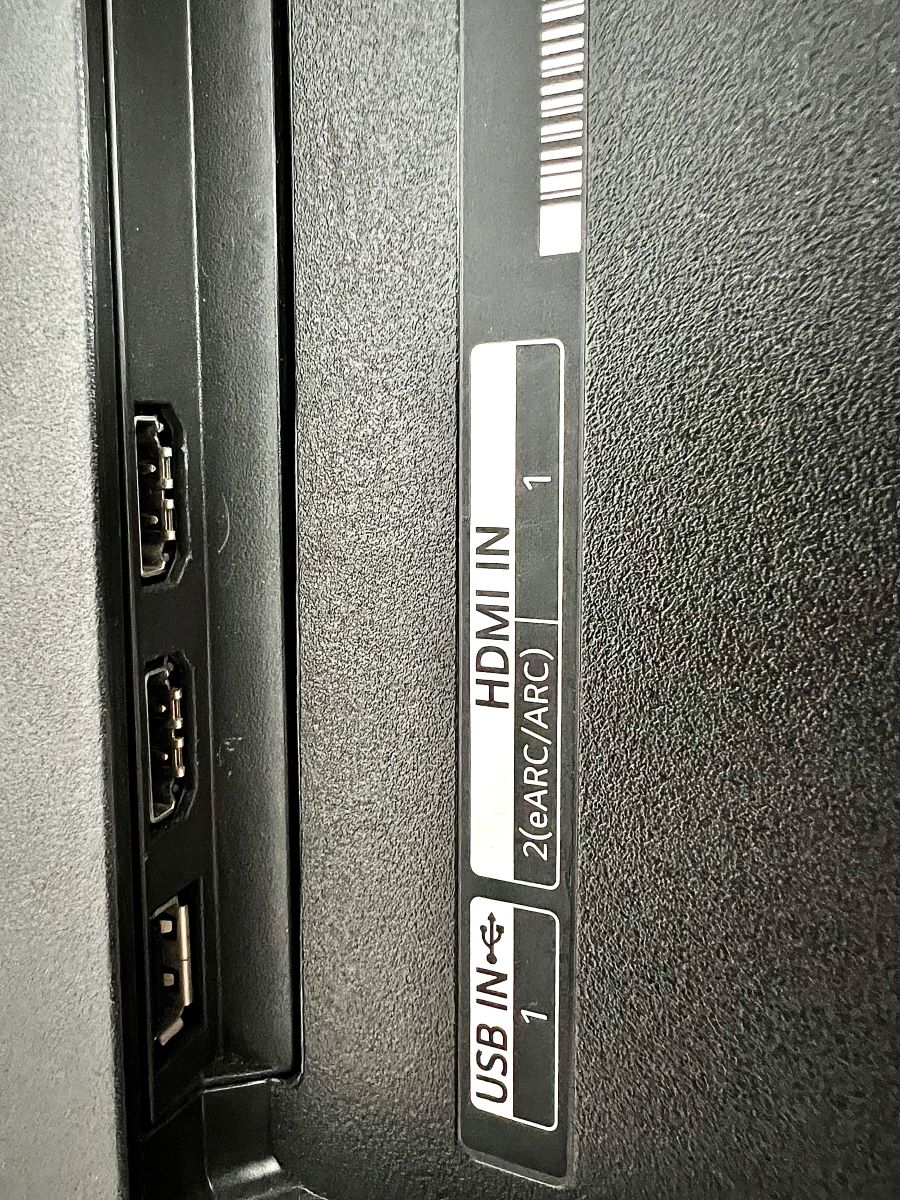 USB IN
1
HDMI IN
2(eARC/ARC)
1